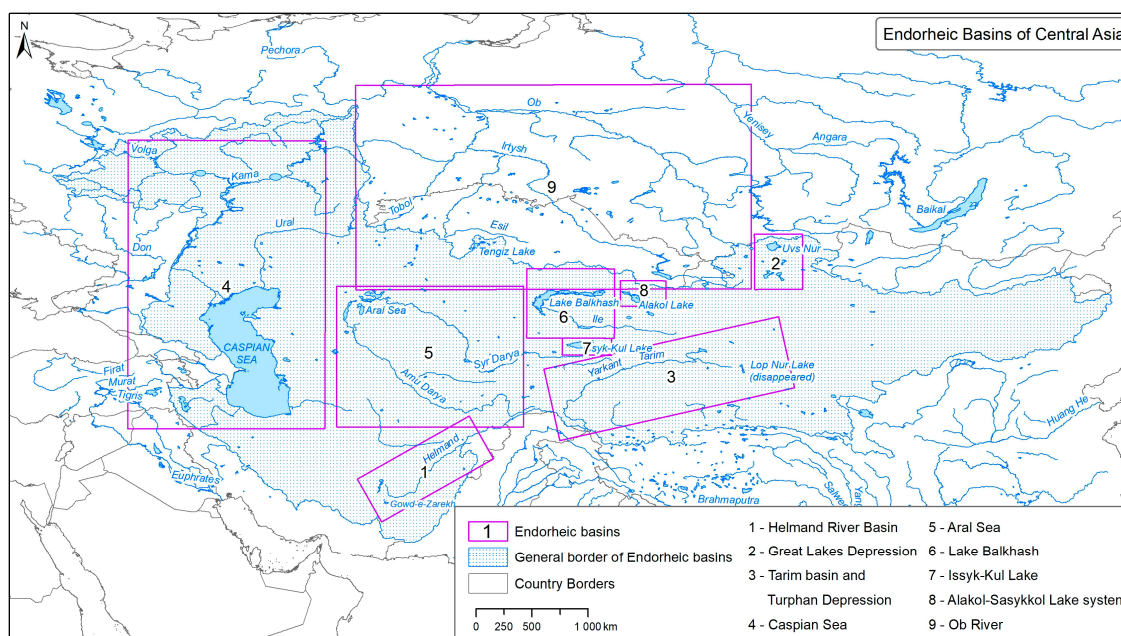 N
Endorheic Basins of Central Asia
Pechora
Ob
Yenisey
Angara
Volga
Irtysh
Kama
9
Baikal
Tobol
Ural
Esil
Don
Tengiz Lake
Uvs Nur
2
4
8
Lake Balkhash
Alakol Lake
Aral Sea
6
Ile
CASPIAN
SEA
5
7
ssyk-Kul Lake
Syr Darya
Tarim
Yarkant
3
Lop Nur Lake
(disappeared)
Firat
Murat
Tigris
Amu Darya
Huang He
Helmand
1
Euphrates
Gowd-e-Zarekh
Brahmaputra
Salwe
Yang
1 Endorheic basins
General border of Endorheic basins
Country Borders
0 250 500 1 000 km
1 - Helmand River Basin
2 - Great Lakes Depression
3 - Tarim basin and
Turphan Depression
4 - Caspian Sea
5 - Aral Sea
6 - Lake Balkhash
7 - Issyk-Kul Lake
8 - Alakol-Sasykkol Lake system
9 - Ob River